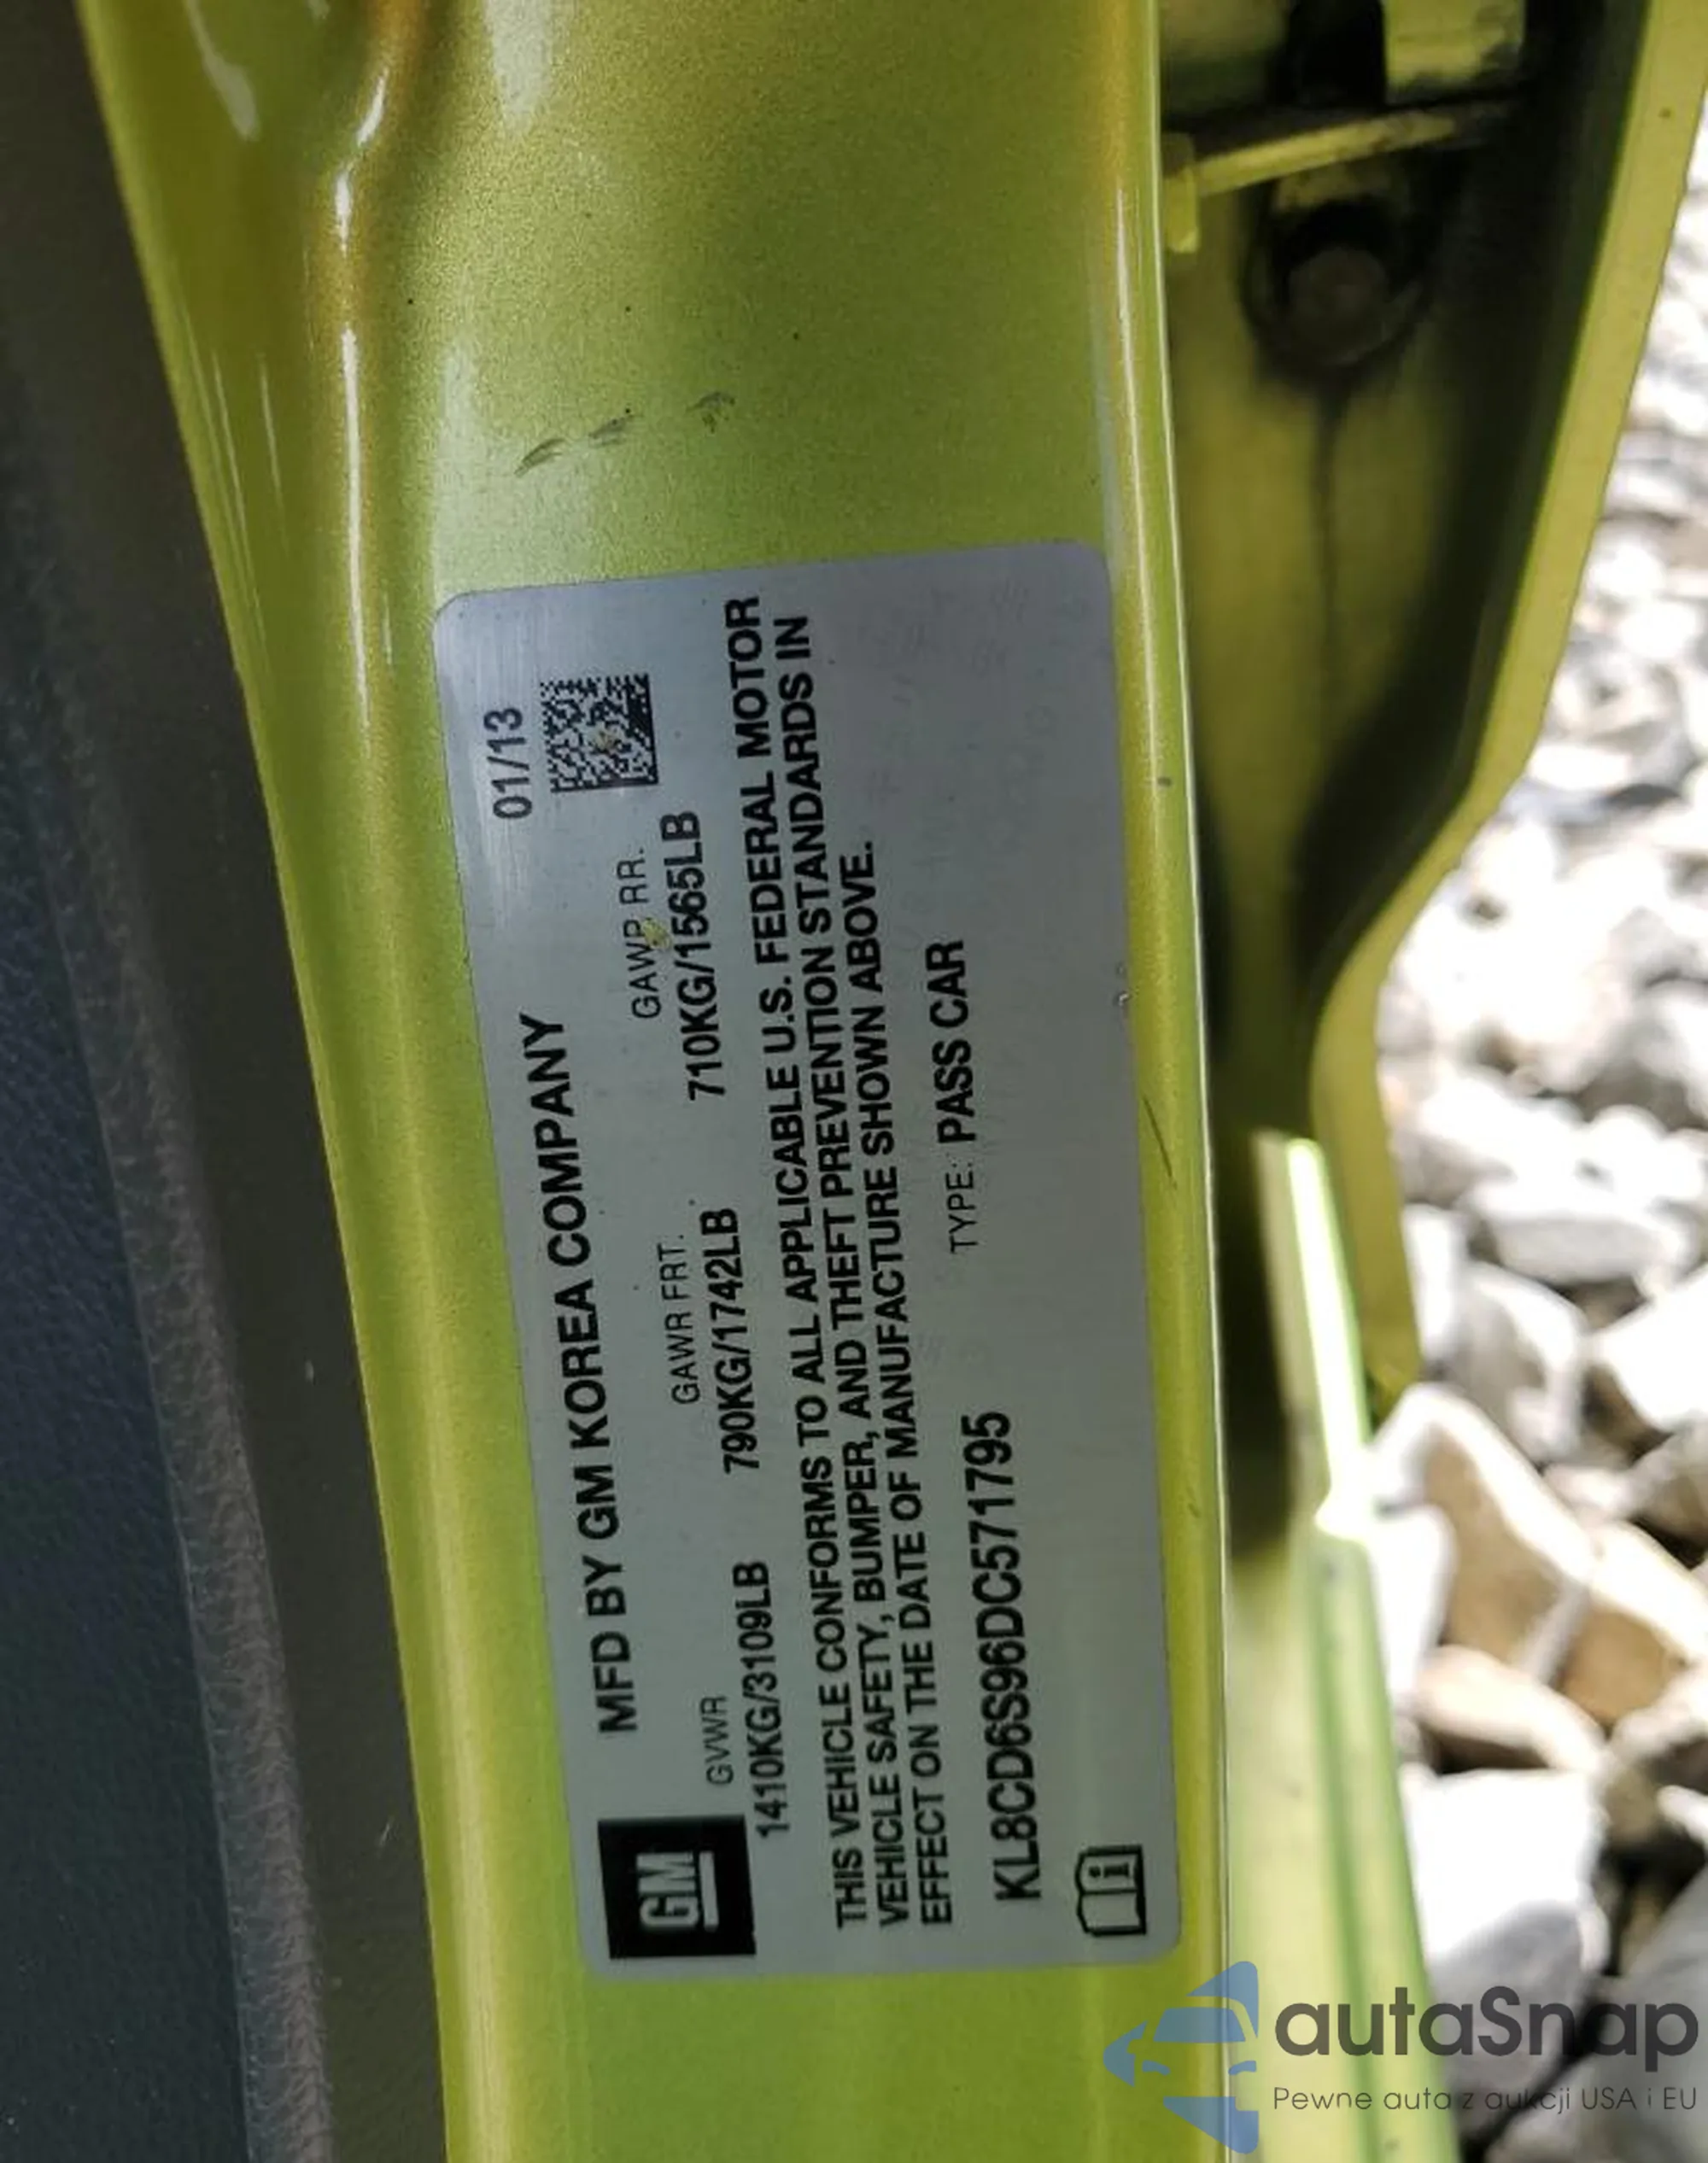 MFD BY GM KOREA COMPANY 01/13
GM
GVWR GAWR FRT. GAWR RR.
1410KG/3109LB 790KG/1742LB 710KG/1565LB
THIS VEHICLE CONFORMS TO ALL APPLICABLE U.S. FEDERAL MOTOR
VEHICLE SAFETY, BUMPER, AND THEFT PREVENTION STANDARDS IN
EFFECT ON THE DATE OF MANUFACTURE SHOWN ABOVE.
KL8CD6S96DC571795 TYPE: PASS CAR
i
autaSnap
Pewne auta z aukcji USA i EU